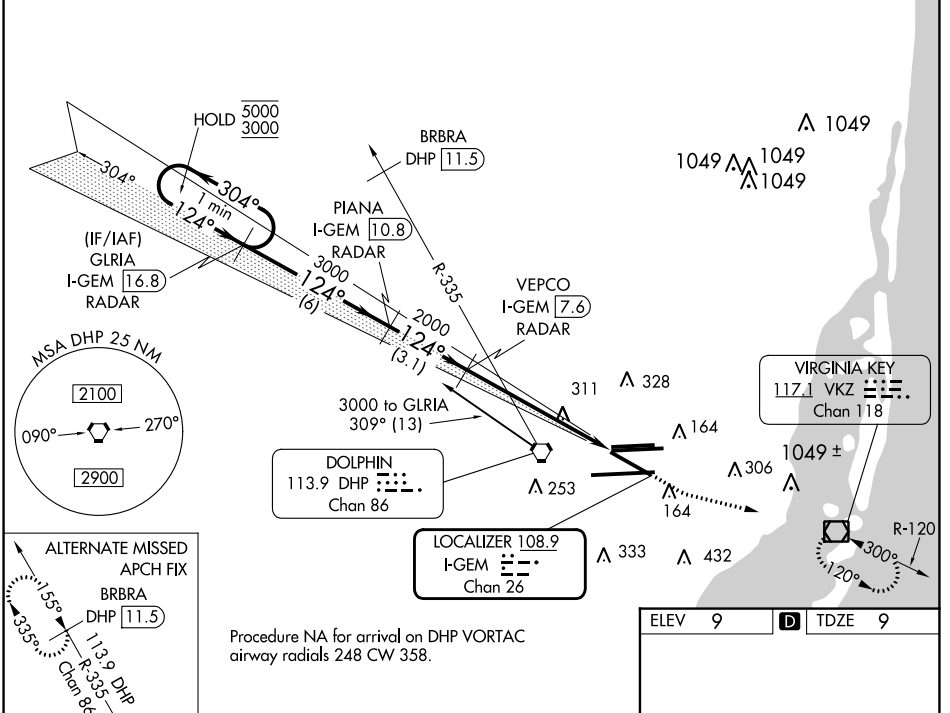 HOLD 5000
3000
304°
304°
1 min
124°
(IF/IAF)
GLRIA
I-GEM 16.8
RADAR
BRBRA
DHP 11.5
PIANA
I-GEM 10.8
RADAR
3000
124°
(6)
R-335
2000
124°
(3.1)
VEPCO
I-GEM 7.6
RADAR
1049
1049
1049
1049
MSA DHP 25 NM
2100
090°
270°
2900
3000 to GLRIA
309° (13)
DOLPHIN
113.9 DHP
Chan 86
311
328
164
253
306
1049 ±
164
333
432
VIRGINIA KEY
117.1 VKZ
Chan 118
LOCALIZER 108.9
I-GEM
Chan 26
R-120
300°
120°
ALTERNATE MISSED
APCH FIX
BRBRA
DHP 11.5
155°
335°
113.9 DHP
R-335
Chan 86
Procedure NA for arrival on DHP VORTAC
airway radials 248 CW 358.
ELEV 9 D TDZE 9